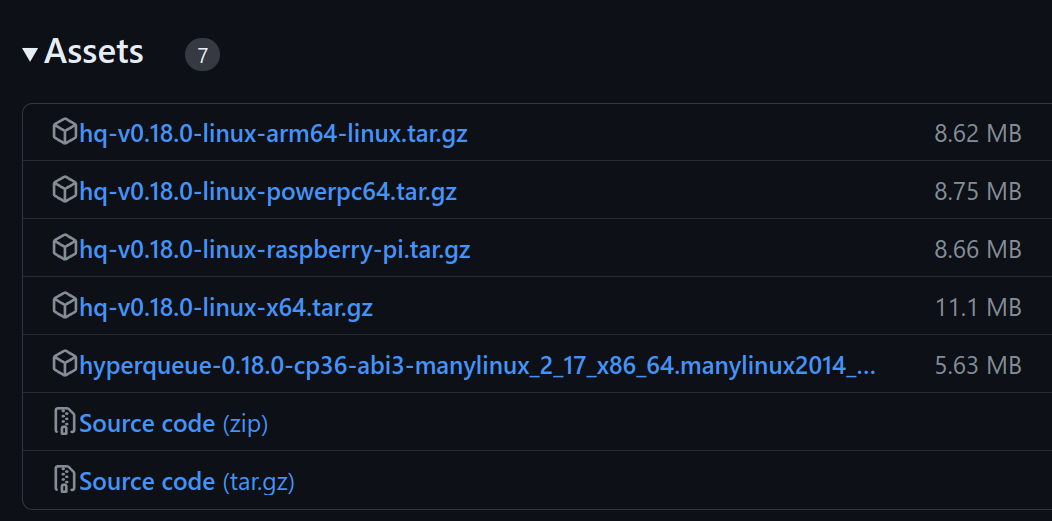 Assets 7
hq-v0.18.0-linux-arm64-linux.tar.gz 8.62 MB
hq-v0.18.0-linux-powerpc64.tar.gz 8.75 MB
hq-v0.18.0-linux-raspberry-pi.tar.gz 8.66 MB
hq-v0.18.0-linux-x64.tar.gz 11.1 MB
hyperqueue-0.18.0-cp36-abi3-manylinux_2_17_x86_64.manylinux2014_... 5.63 MB
Source code (zip)
Source code (tar.gz)